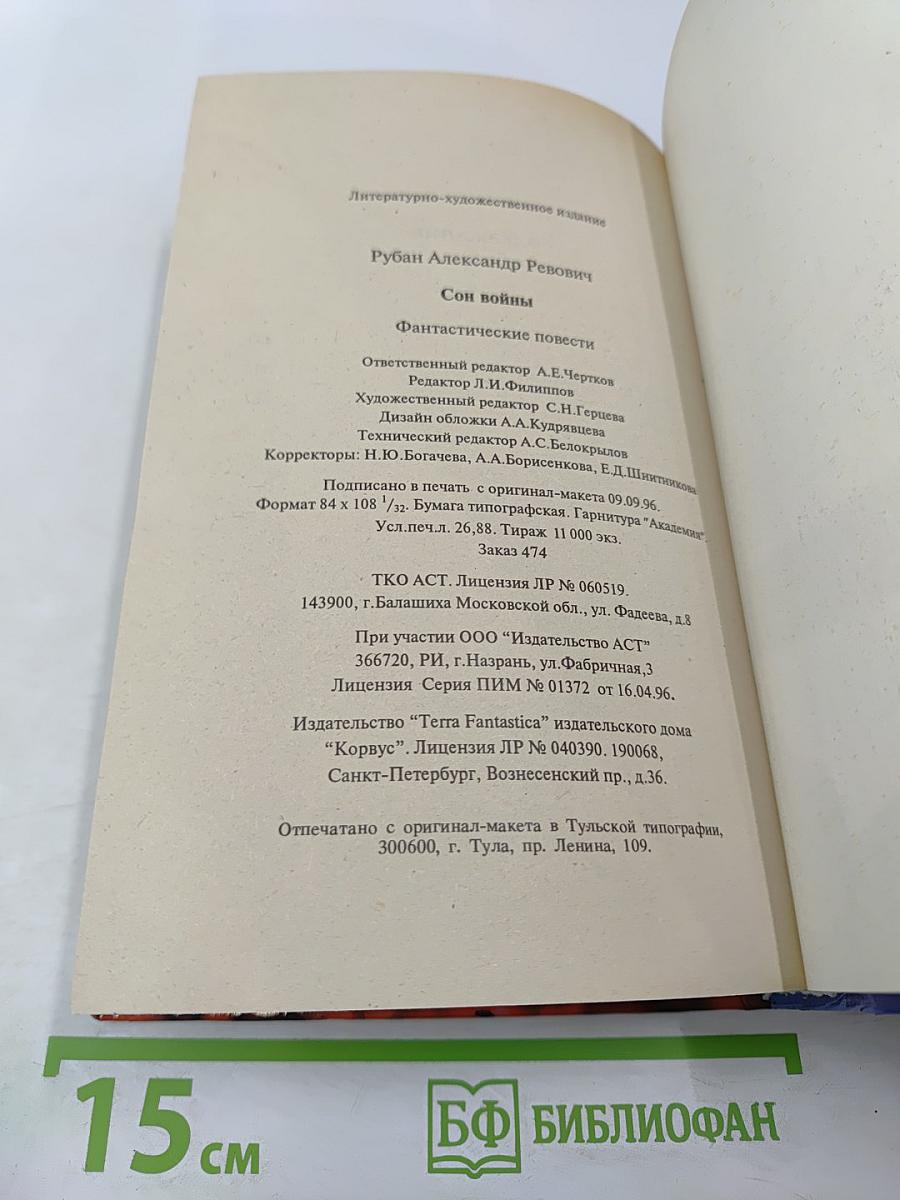 Литературно-художественное издание
Рубан Александр Ревович
Сон войны
Фантастические повести
Ответственный редактор А.Е.Чертков
Редактор Л.И.Филиппов
Художественный редактор С.Н.Герцева
Дизайн обложки А.А.Кудрявцева
Технический редактор А.С.Белокрылов
Корректоры: Н.Ю.Богачева, А.А.Борисенкова, Е.Д.Шнитникова
Подписано в печать с оригинал-макета 09.09.96.
Формат 84 x 108 1/32. Бумага типографская. Гарнитура "Академия".
Усл.печ.л. 26,88. Тираж 11 000 экз.
Заказ 474
ТКО АСТ. Лицензия ЛР № 060519.
143900, г.Балашиха Московской обл., ул. Фадеева, д.8
При участии ООО “Издательство АСТ”
366720, РИ, г.Назрань, ул.Фабричная,3
Лицензия Серия ПИМ № 01372 от 16.04.96.
Издательство “Terra Fantastica” издательского дома
“Корвус”. Лицензия ЛР № 040390. 190068,
Санкт-Петербург, Вознесенский пр., д.36.
Отпечатано с оригинал-макета в Тульской типографии,
300600, г. Тула, пр. Ленина, 109.
15 см
БФ БИБЛИОФАН